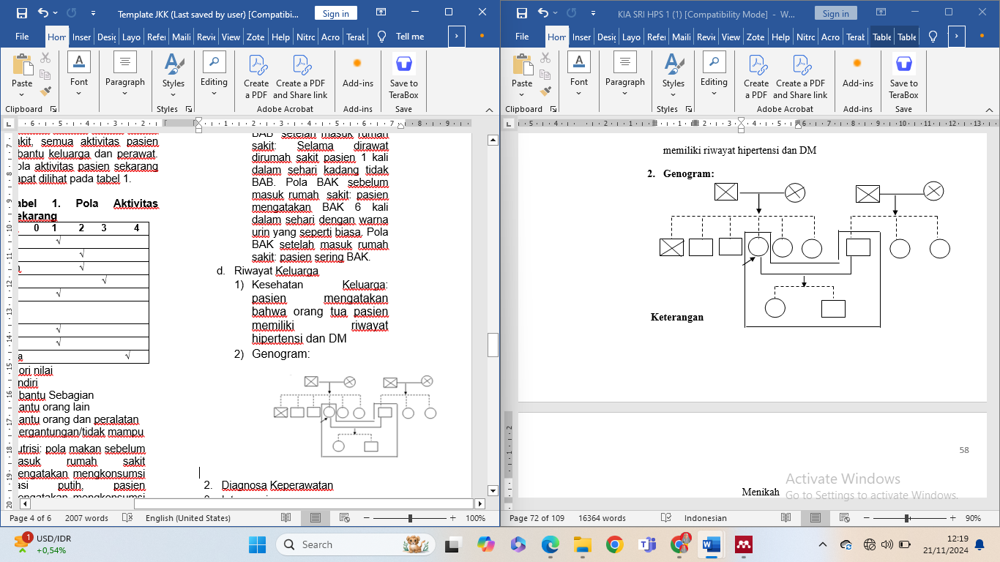 Template JKK (Last saved by user) [Compatibi...
Sign in
File Hom Inser Desig Layo Refer Maili Revie View Zote Help Nitro Acro Terab Tell me
Paste
Font
Paragraph
Styles
Editing
Create a PDF
Create a PDF and Share link
Add-ins
Save to TeraBox
Clipboard
Styles
Adobe Acrobat
Add-ins
Save
akit, semua aktivitas pasien
bantu keluarga dan perawat.
ola aktivitas pasien sekarang
apat dilihat pada tabel 1.
abel 1. Pola Aktivitas
ekarang
0 1 2 3 4
√
√
√
√
√
√
√
a √
ori nilai
ndiri
bantu Sebagian
antu orang lain
antu orang dan peralatan
ergantungan/tidak mampu
utrisi: pola makan sebelum
asuk rumah sakit
engatakan mengkonsumsi
asi putih, pasien
engatakan mengkonsumsi
BAB setelah masuk rumah
sakit: Selama dirawat
dirumah sakit pasien 1 kali
dalam sehari kadang tidak
BAB. Pola BAK sebelum
masuk rumah sakit: pasien
mengatakan BAK 6 kali
dalam sehari dengan warna
urin yang seperti biasa. Pola
BAK setelah masuk rumah
sakit: pasien sering BAK.
d. Riwayat Keluarga
1) Kesehatan Keluarga:
pasien mengatakan
bahwa orang tua pasien
memiliki riwayat
hipertensi dan DM
2) Genogram:
2. Diagnosa Keperawatan
Page 4 of 6 2007 words English (United States) 100%
KIA SRI HPS 1 (1) [Compatibility Mode] - W...
Sign in
File Hom Inser Desig Layo Refer Maili Revie View Zote Help Nitro Acro Terab Table Table
Paste
Font
Paragraph
Styles
Editing
Create a PDF
Create a PDF and Share link
Add-ins
Save to TeraBox
Clipboard
Styles
Adobe Acrobat
Add-ins
Save
memiliki riwayat hipertensi dan DM
2. Genogram:
Keterangan
58
Menikah
Activate Windows
Go to Settings to activate Windows.
Page 72 of 109 16364 words Indonesian 90%
1
USD/IDR
+0,54%
Search
12:19
21/11/2024